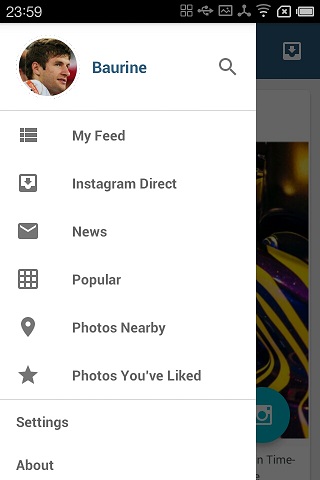 23:59
Baurine
My Feed
Instagram Direct
News
Popular
Photos Nearby
Photos You've Liked
Settings
About
n Time-